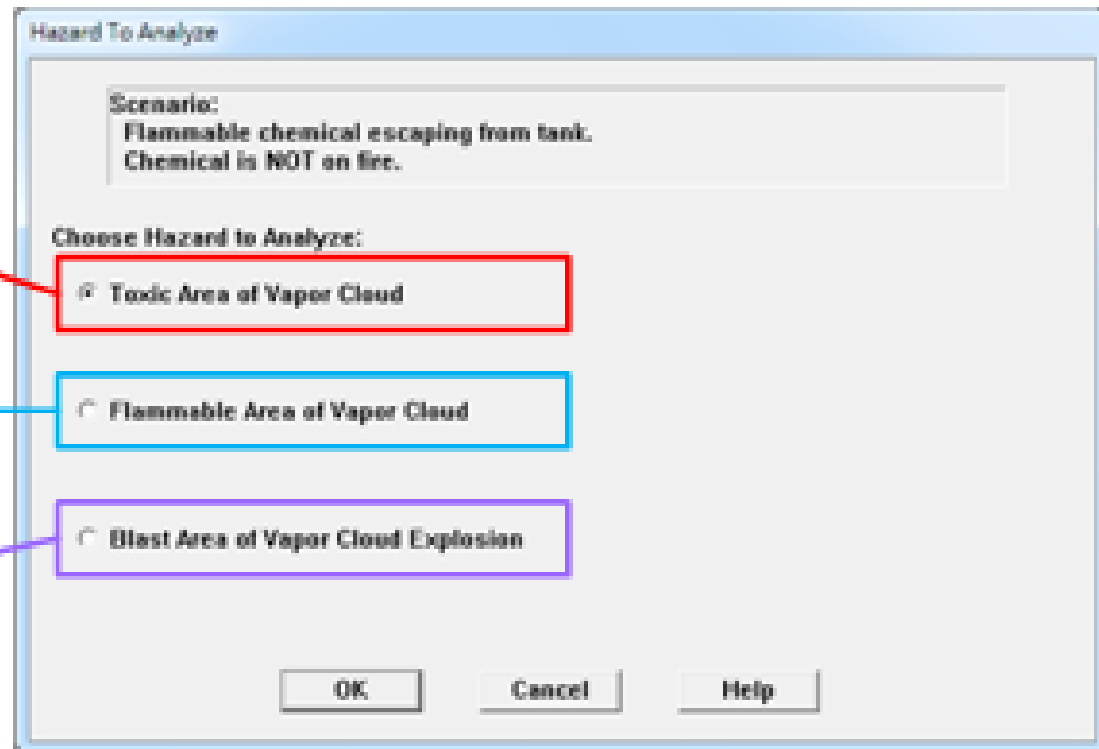 Hazard To Analyze
Scenario:
Flammable chemical escaping from tank.
Chemical is NOT on fire.
Choose Hazard to Analyze:
Toxic Area of Vapor Cloud
Flammable Area of Vapor Cloud
Blast Area of Vapor Cloud Explosion
OK Cancel Help